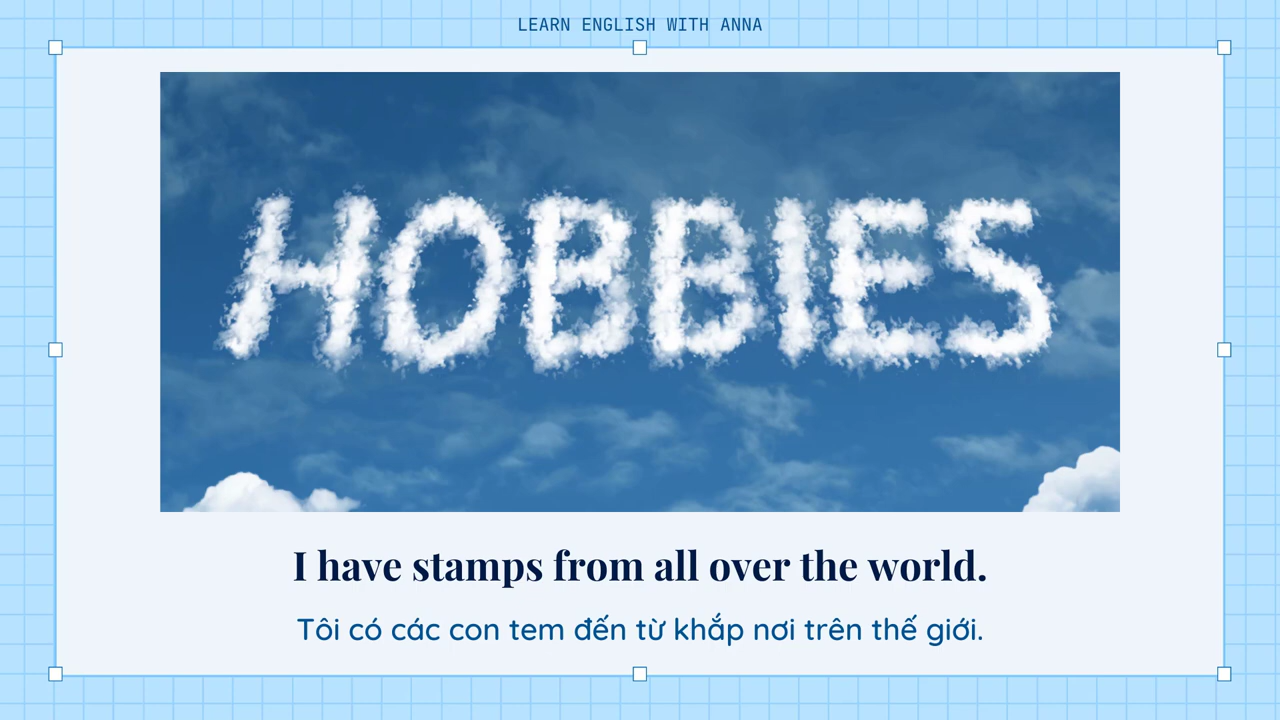 LEARN ENGLISH WITH ANNA
HOBBIES
I have stamps from all over the world.
Tôi có các con tem đến từ khắp nơi trên thế giới.